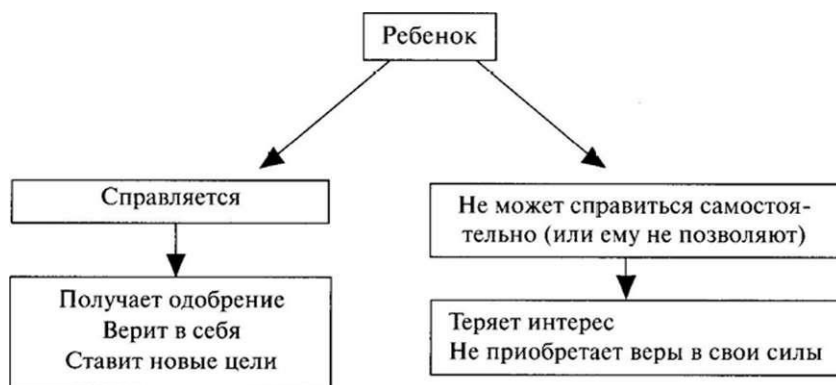 Ребенок
Справляется
Не может справиться самостоя-
тельно (или ему не позволяют)
Получает одобрение
Верит в себя
Ставит новые цели
Теряет интерес
Не приобретает веры в свои силы